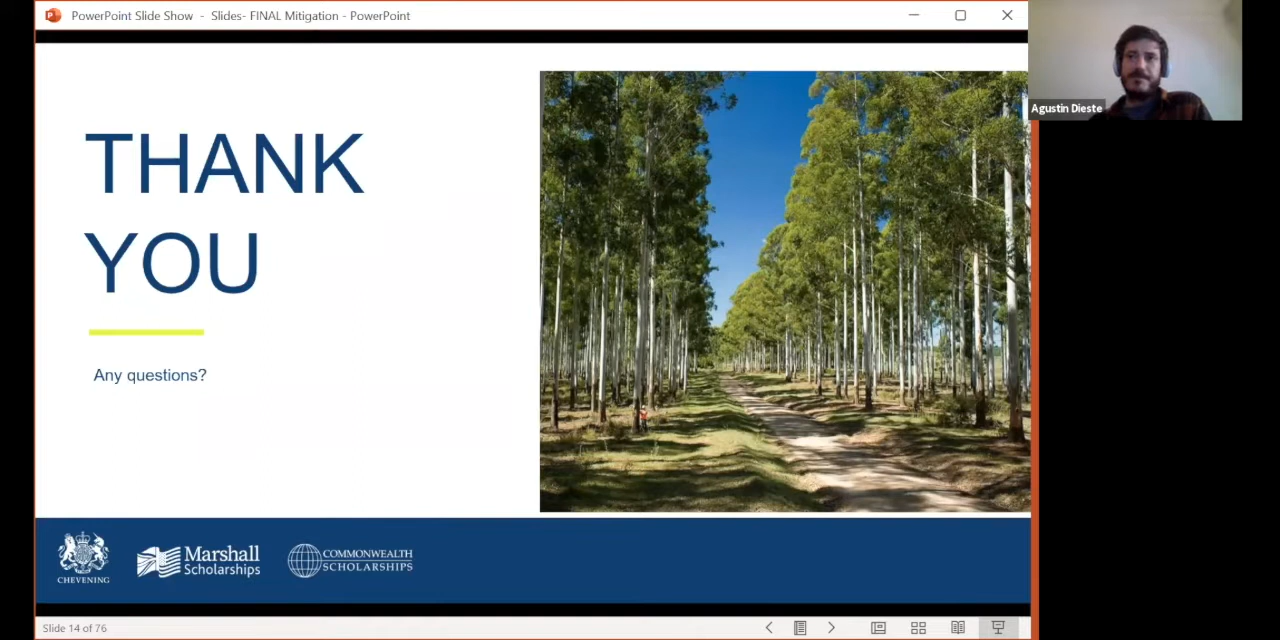 PowerPoint Slide Show - Slides- FINAL Mitigation - PowerPoint
Agustin Dieste
THANK
YOU
Any questions?
CHEVENING
Marshall
Scholarships
COMMONWEALTH
SCHOLARSHIPS
Slide 14 of 76